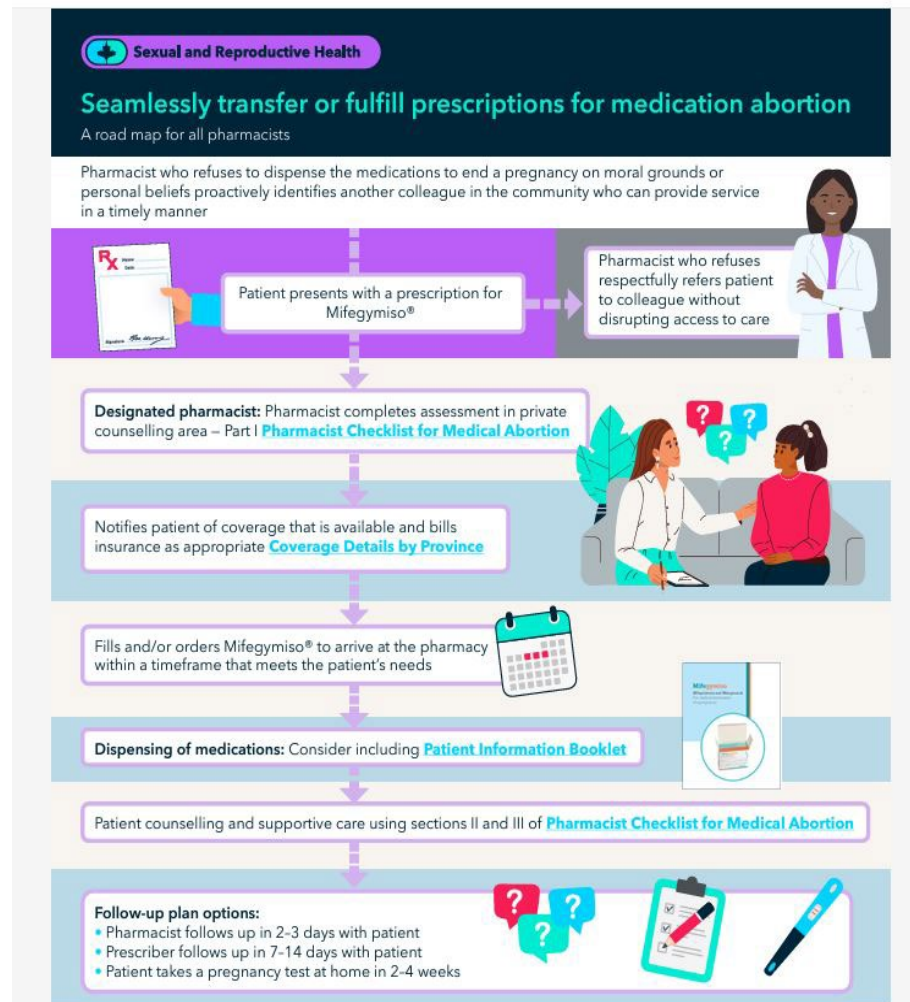 Sexual and Reproductive Health
Seamlessly transfer or fulfill prescriptions for medication abortion
A road map for all pharmacists
Pharmacist who refuses to dispense the medications to end a pregnancy on moral grounds or
personal beliefs proactively identifies another colleague in the community who can provide service
in a timely manner
Rx
Name
Date
Patient presents with a prescription for
Mifegymiso®
Pharmacist who refuses
respectfully refers patient
to colleague without
disrupting access to care
Designated pharmacist: Pharmacist completes assessment in private
counselling area – Part I Pharmacist Checklist for Medical Abortion
? ? ?
Notifies patient of coverage that is available and bills
insurance as appropriate Coverage Details by Province
Fills and/or orders Mifegymiso® to arrive at the pharmacy
within a timeframe that meets the patient's needs
Mifegymiso
Dispensing of medications: Consider including Patient Information Booklet
Patient counselling and supportive care using sections II and III of Pharmacist Checklist for Medical Abortion
Follow-up plan options:
• Pharmacist follows up in 2–3 days with patient
• Prescriber follows up in 7–14 days with patient
• Patient takes a pregnancy test at home in 2–4 weeks
? ? ?